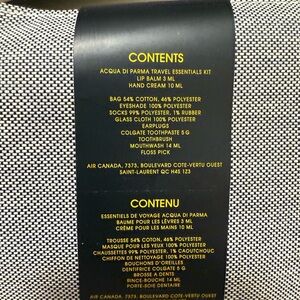 CONTENTS
ACQUA DI PARMA TRAVEL ESSENTIALS KIT
LIP BALM 3 ML
HAND CREAM 10 ML
BAG 54% COTTON, 46% POLYESTER
EYESHADE 100% POLYESTER
SOCKS 99% POLYESTER, 1% RUBBER
GLASS CLOTH 100% POLYESTER
EARPLUGS
COLGATE TOOTHPASTE 5 G
TOOTHBRUSH
MOUTHWASH 14 ML
FLOSS PICK
AIR CANADA, 7373, BOULEVARD COTE-VERTU OUEST
SAINT-LAURENT QC H4S 1Z3
CONTENU
ESSENTIELS DE VOYAGE ACQUA DI PARMA
BAUME POUR LES LÈVRES 3 ML
CRÈME POUR LES MAINS 10 ML
TROUSSE 54% COTON, 46% POLYESTER
MASQUE POUR LES YEUX 100% POLYESTER
CHAUSSETTES 99% POLYESTER, 1% CAOUTCHOUC
CHIFFON DE NETTOYAGE 100% POLYESTER
BOUCHONS D'OREILLES
DENTIFRICE COLGATE 5 G
BROSSE A DENTS
RINCE-BOUCHE 14 ML
PORTE-SOIE DENTAIRE